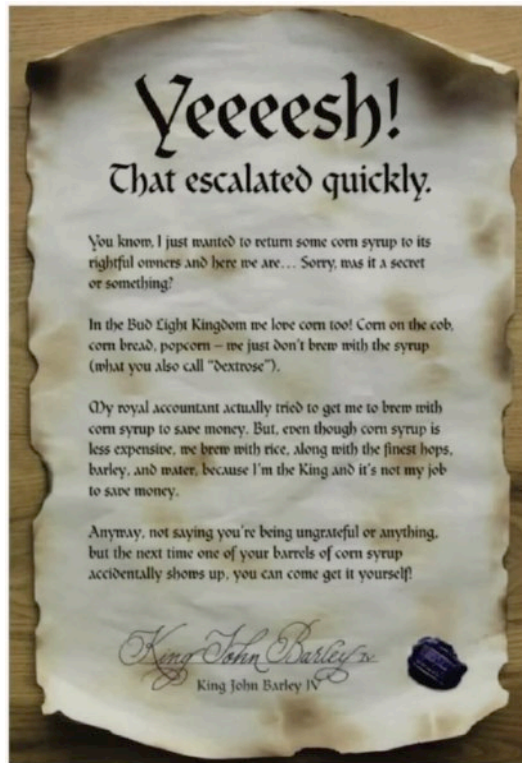 Yeeeesh!
That escalated quickly.
You know, I just wanted to return some corn syrup to its
rightful owners and here we are… Sorry, was it a secret
or something?
In the Bud Light Kingdom we love corn too! Corn on the cob,
corn bread, popcorn – we just don't brew with the syrup
(what you also call "dextrose").
My royal accountant actually tried to get me to brew with
corn syrup to save money. But, even though corn syrup is
less expensive, we brew with rice, along with the finest hops,
barley, and water, because I'm the King and it's not my job
to save money.
Anyway, not saying you're being ungrateful or anything,
but the next time one of your barrels of corn syrup
accidentally shows up, you can come get it yourself!
King John Barley IV
King John Barley IV